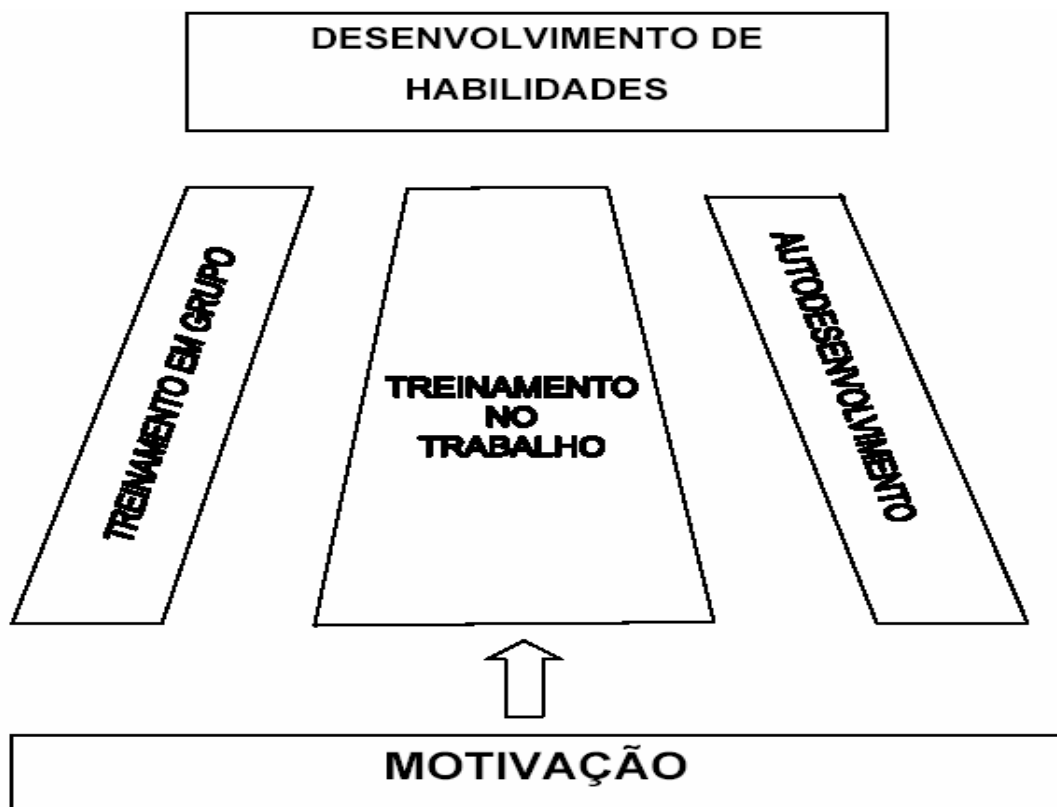 DESENVOLVIMENTO DE
HABILIDADES
TREINAMENTO EM GRUPO
TREINAMENTO
NO
TRABALHO
AUTODESENVOLVIMENTO
MOTIVAÇÃO